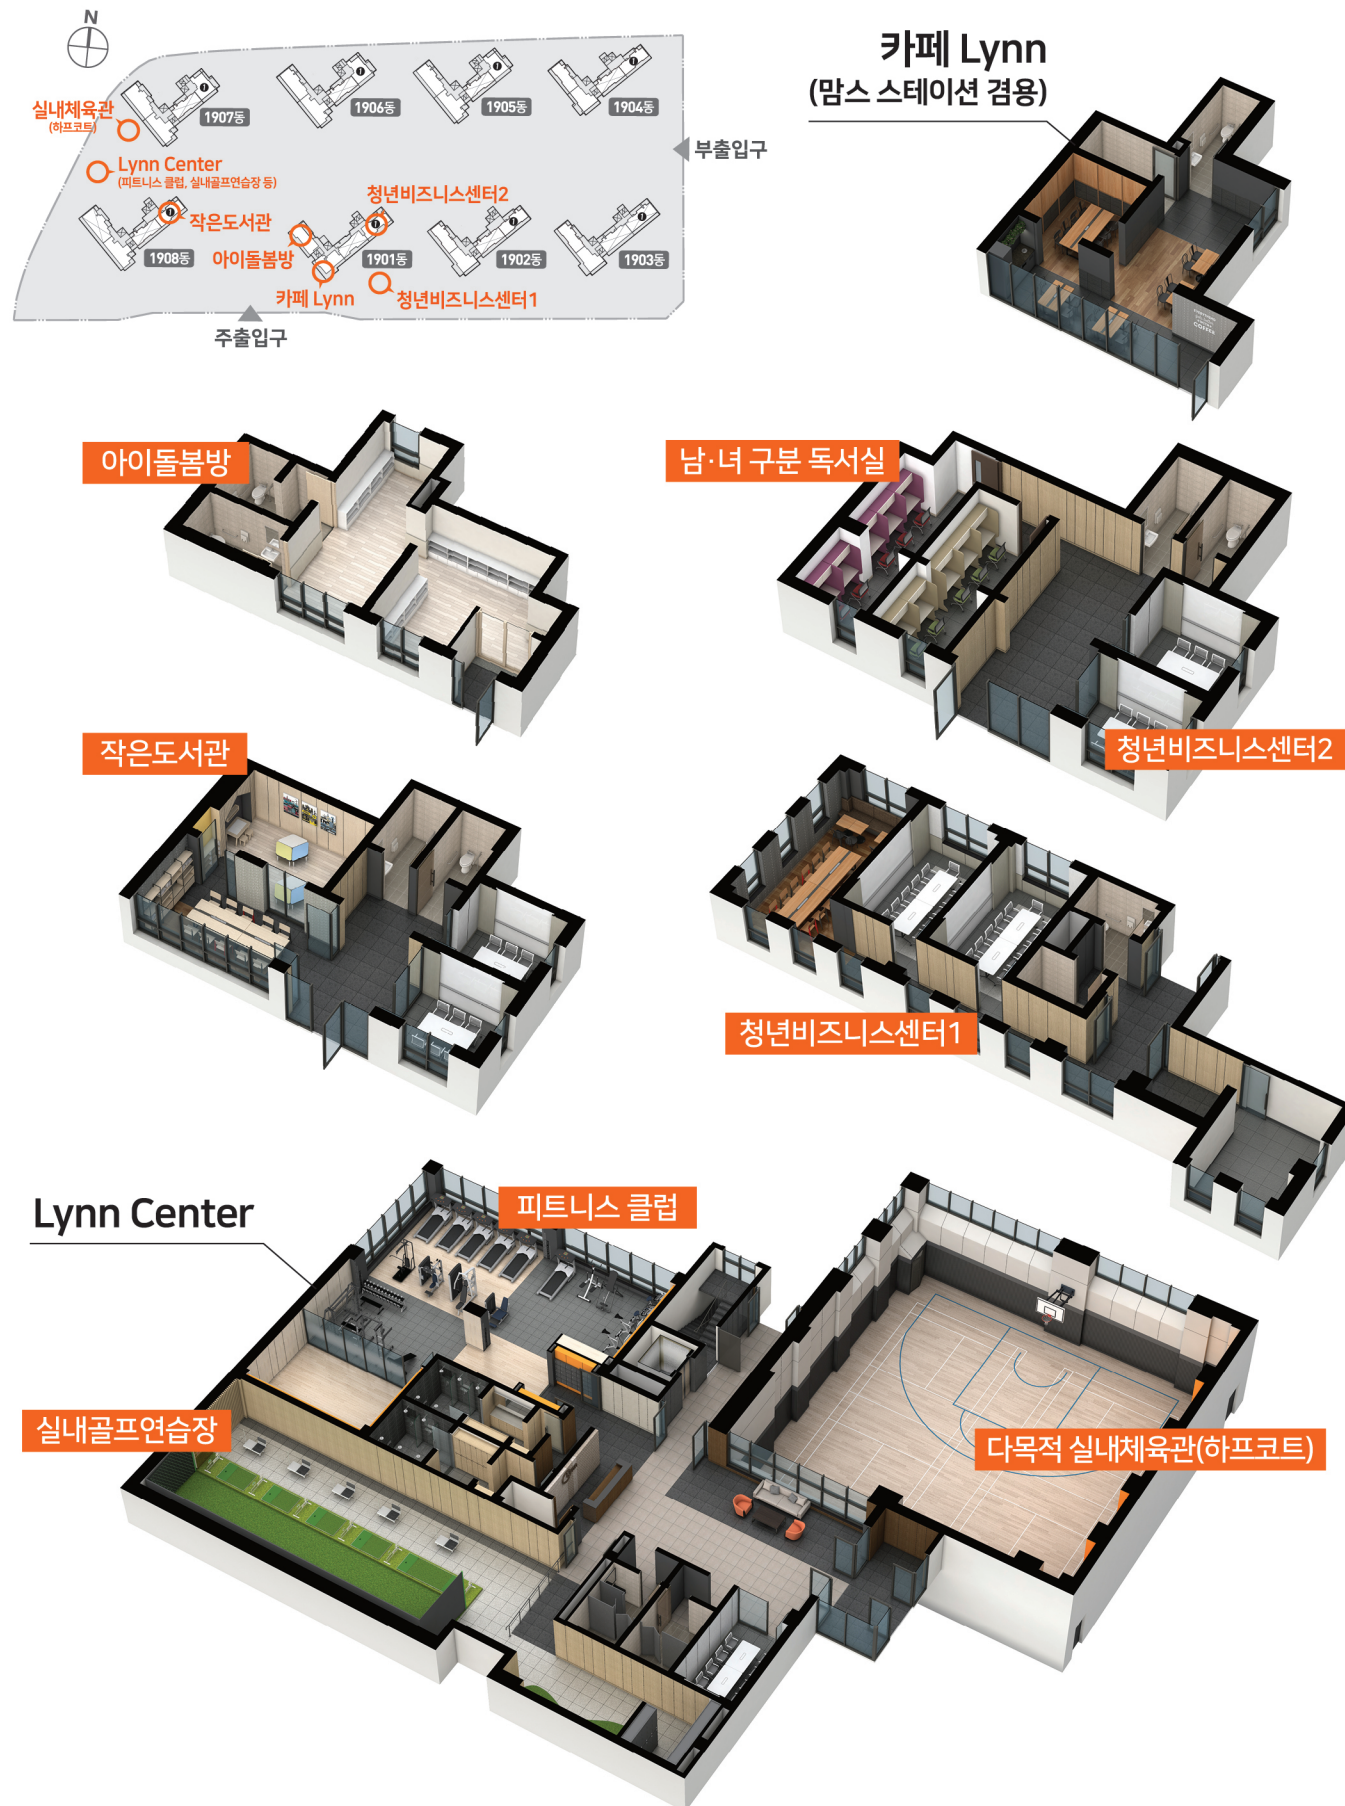 N
카페 Lynn
(맘스 스테이션 겸용)
실내체육관
(하프코트)
1907동
1906동
1905동
1904동
부출입구
Lynn Center
(피트니스 클럽, 실내골프연습장 등)
청년비즈니스센터2
작은도서관
아이돌봄방
1908동
1901동
1902동
1903동
카페 Lynn
청년비즈니스센터1
주출입구
COFFEE
아이돌봄방
남·녀 구분 독서실
작은도서관
청년비즈니스센터2
청년비즈니스센터1
Lynn Center
피트니스 클럽
실내골프연습장
다목적 실내체육관(하프코트)